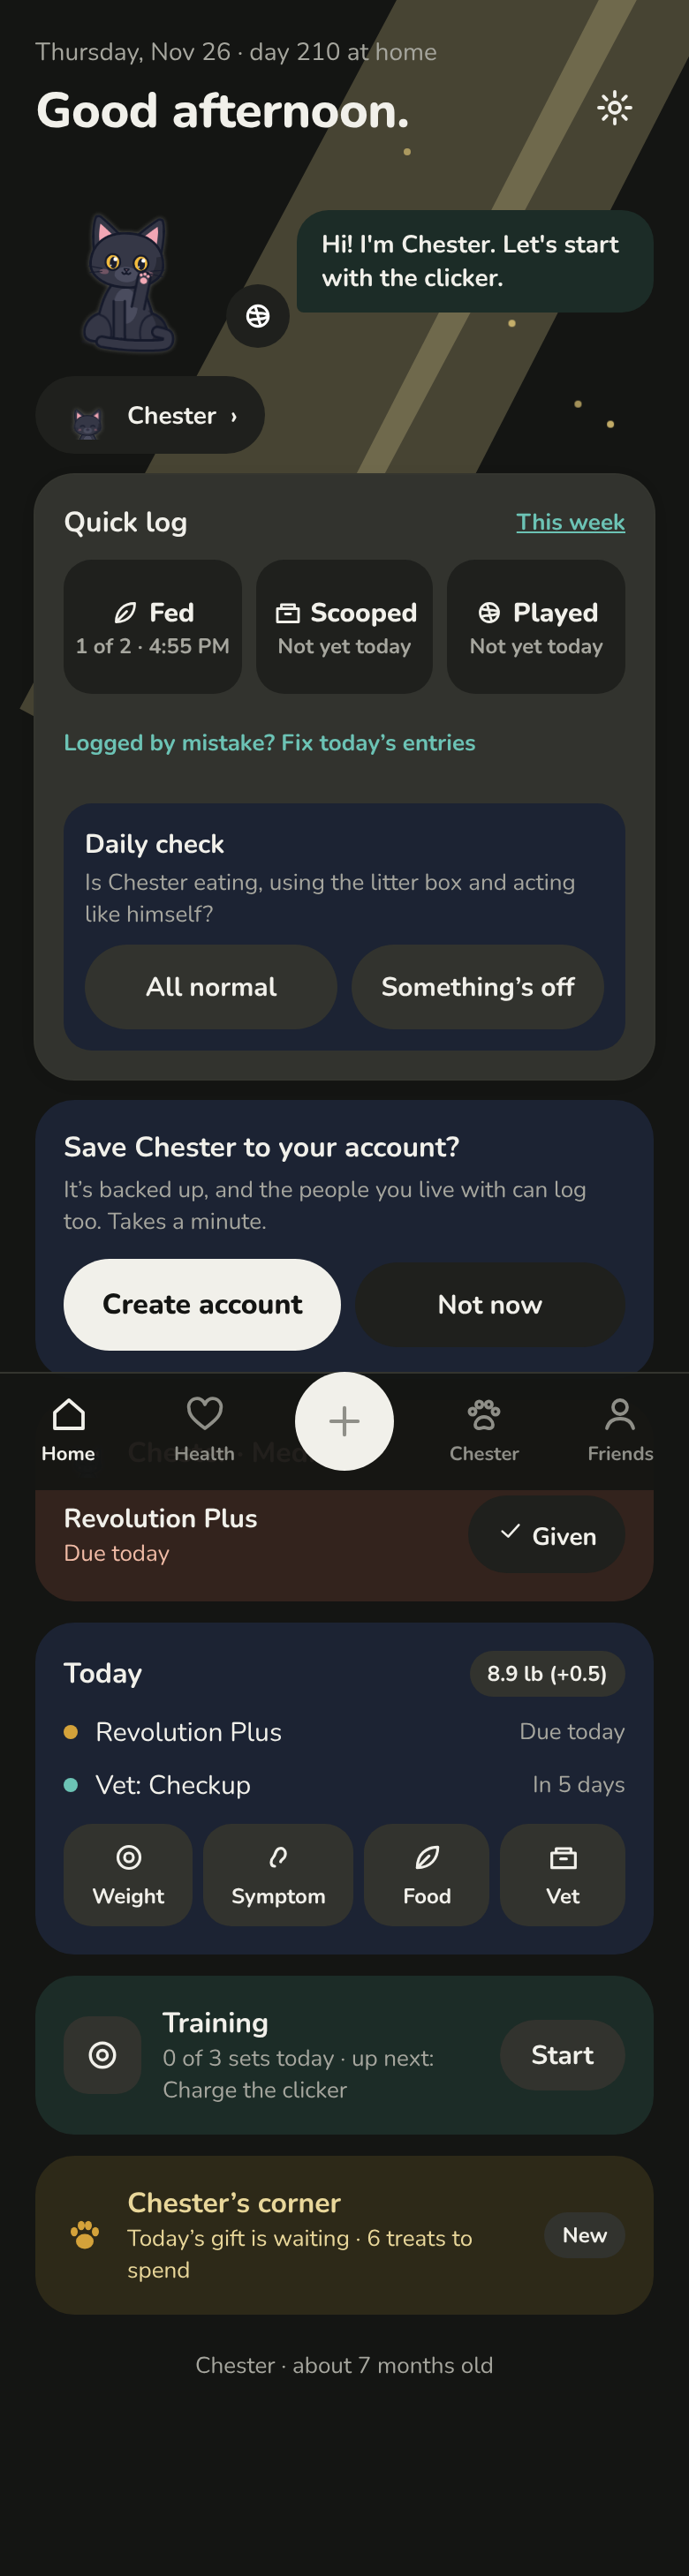 Thursday, Nov 26 · day 210 at home
Good afternoon.
Hi! I'm Chester. Let's start
with the clicker.
Chester ›
Quick log
This week
Fed
1 of 2 · 4:55 PM
Scooped
Not yet today
Played
Not yet today
Logged by mistake? Fix today’s entries
Daily check
Is Chester eating, using the litter box and acting
like himself?
All normal
Something’s off
Save Chester to your account?
It’s backed up, and the people you live with can log
too. Takes a minute.
Create account
Not now
Home
Health
Chester
Friends
Revolution Plus
Due today
Given
Today
8.9 lb (+0.5)
Revolution Plus
Due today
Vet: Checkup
In 5 days
Weight
Symptom
Food
Vet
Training
0 of 3 sets today · up next:
Charge the clicker
Start
Chester’s corner
Today’s gift is waiting · 6 treats to
spend
New
Chester · about 7 months old